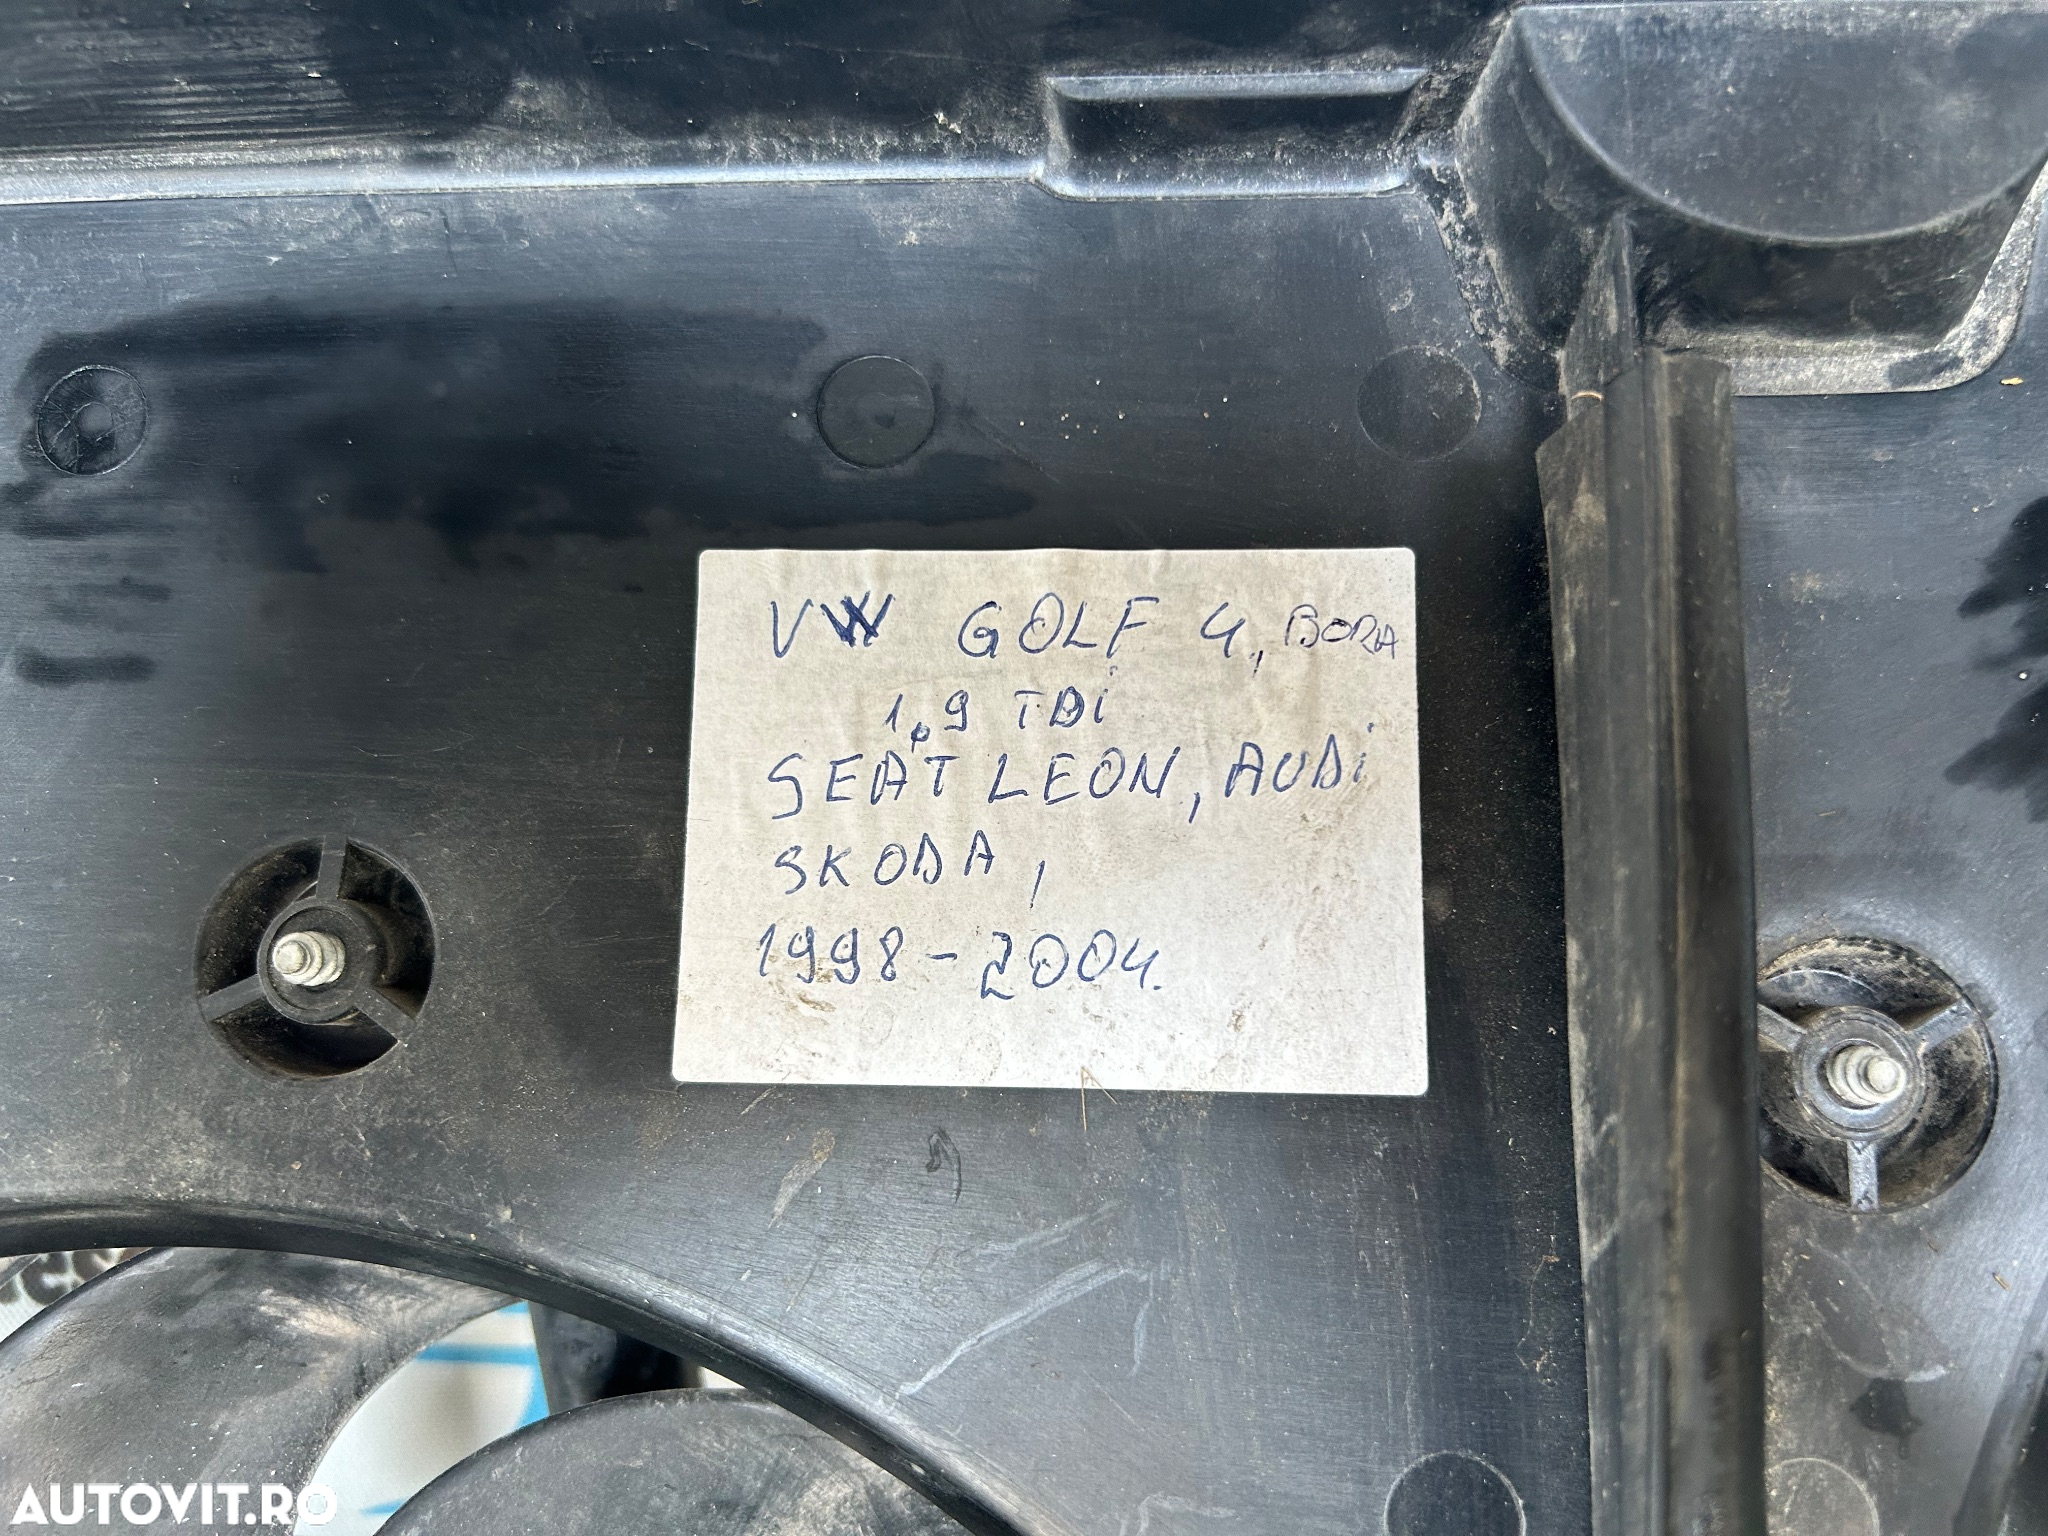 VW GOLF 4, BORA
1,9 TDi
SEAT LEON, AUDi
SKODA,
1998-2004.
AUTOVIT.RO